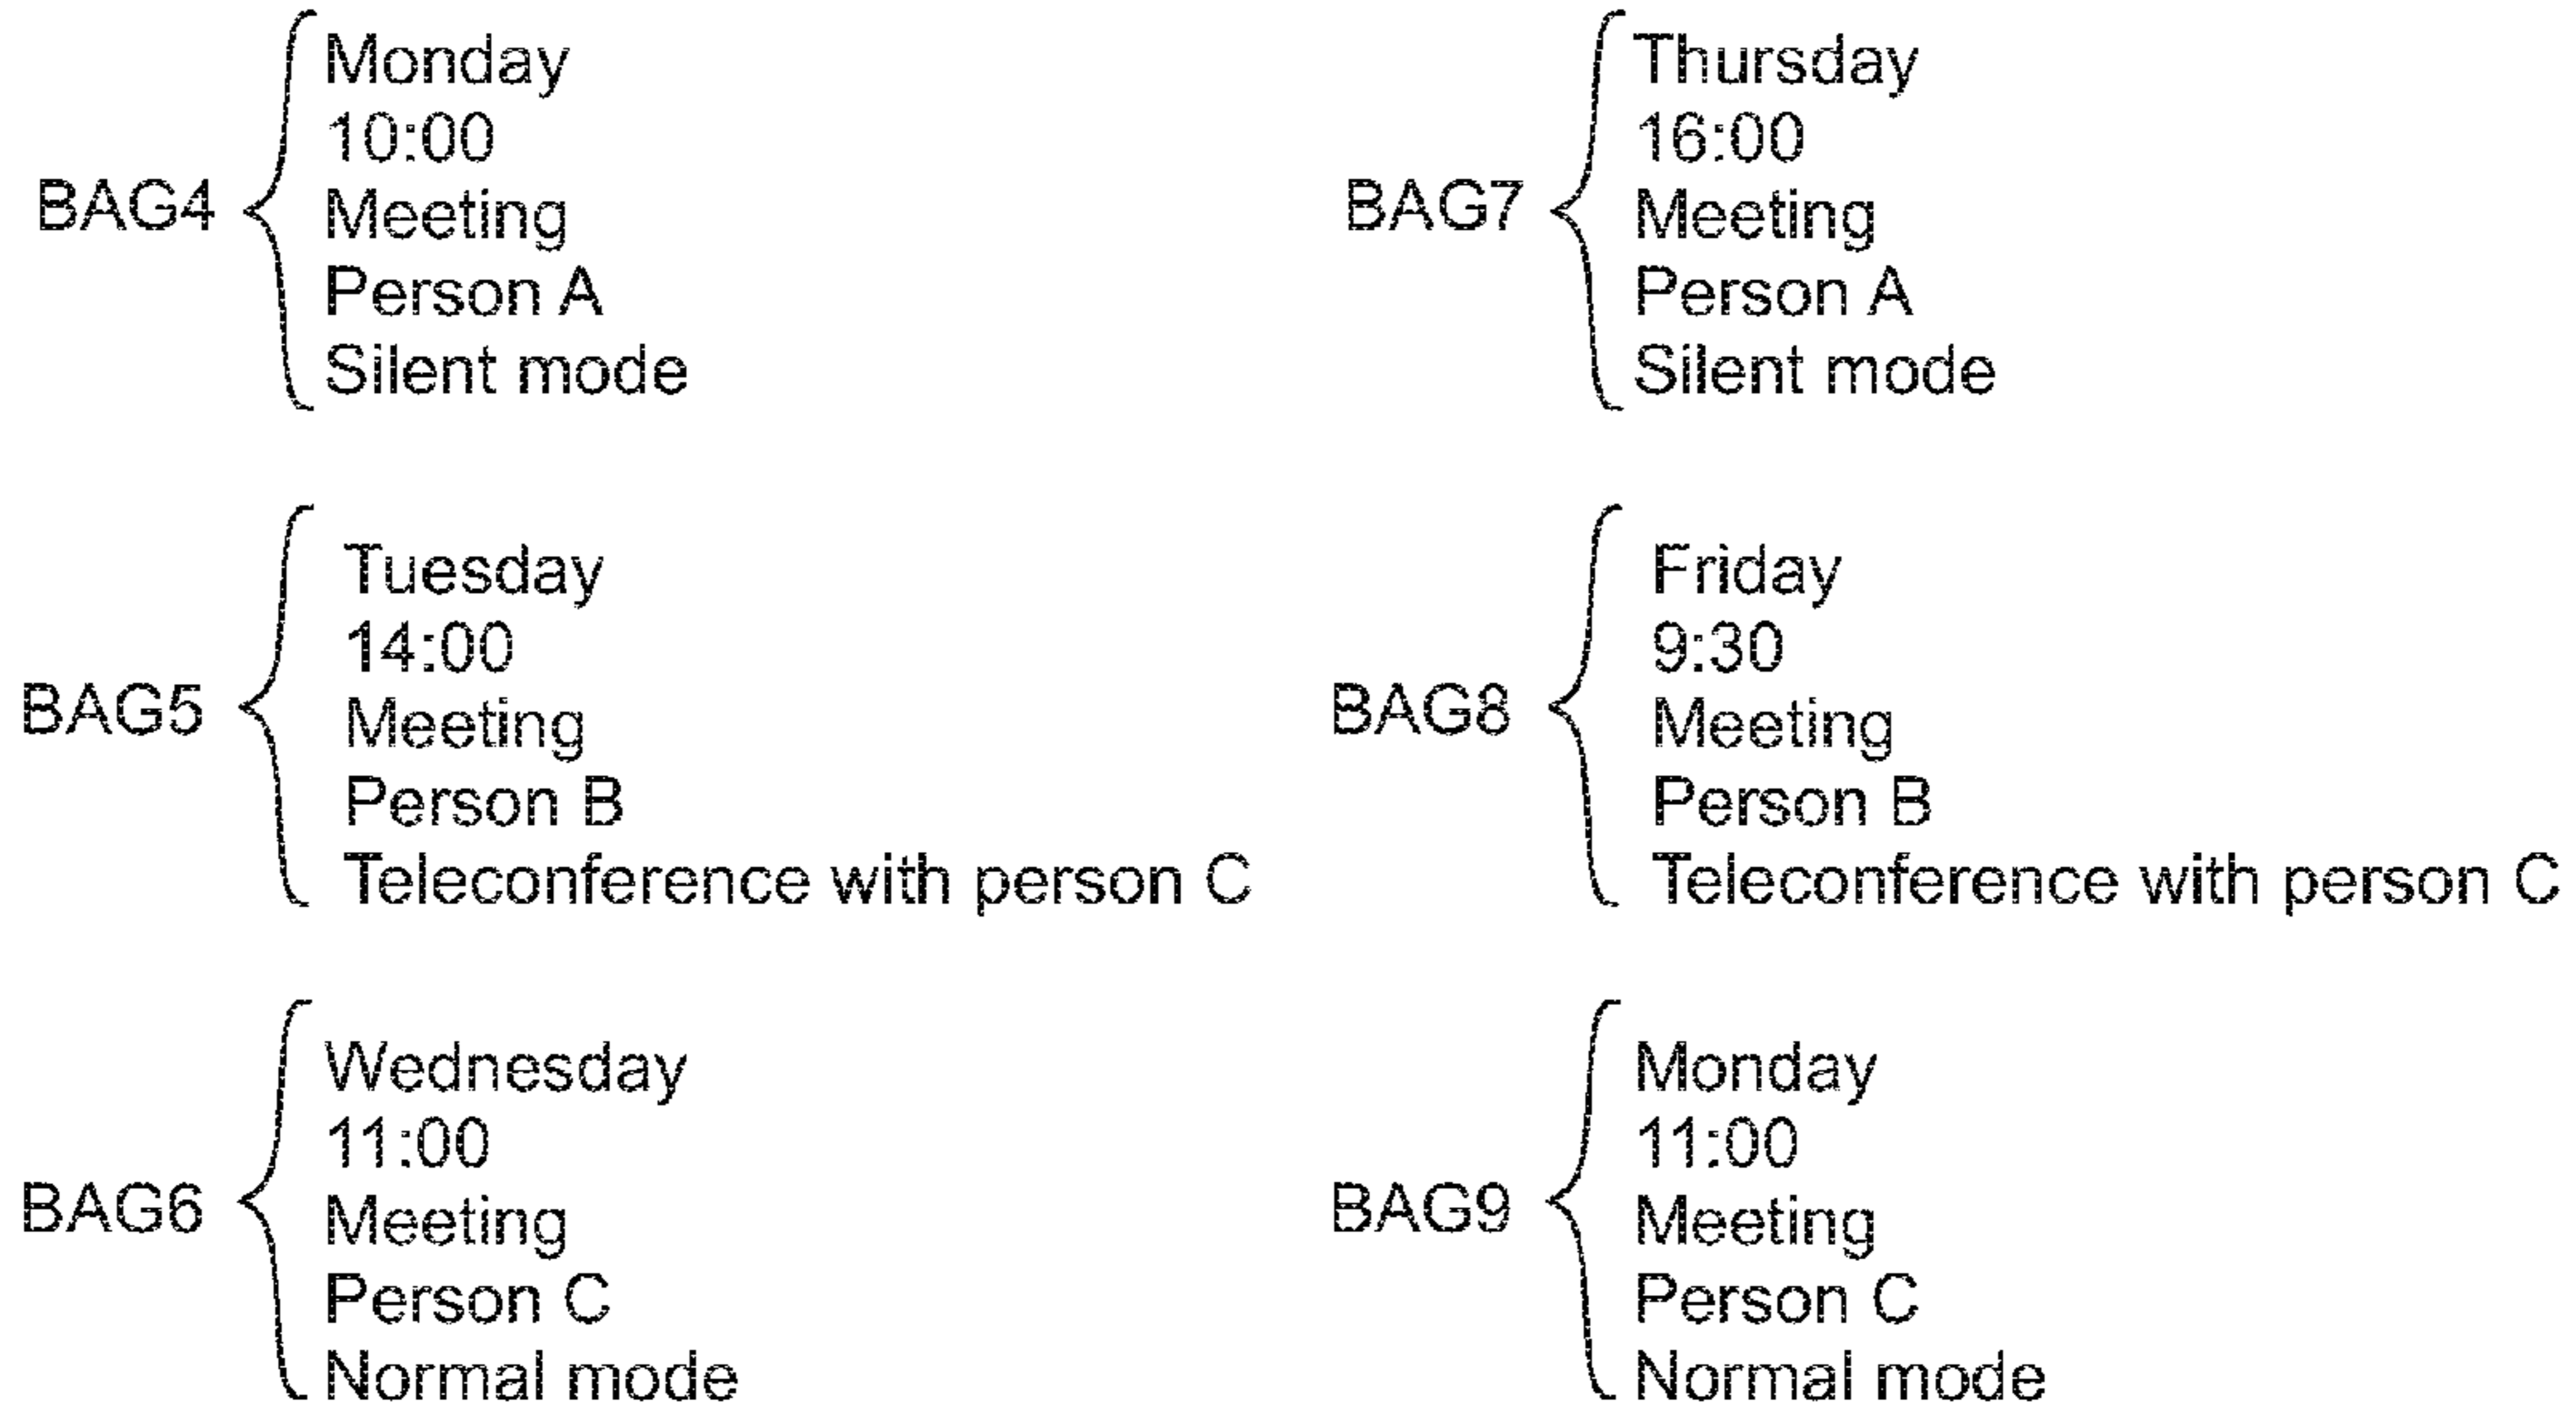 BAG4
Monday
10:00
Meeting
Person A
Silent mode
BAG5
Tuesday
14:00
Meeting
Person B
Teleconference with person C
BAG6
Wednesday
11:00
Meeting
Person C
Normal mode
BAG7
Thursday
16:00
Meeting
Person A
Silent mode
BAG8
Friday
9:30
Meeting
Person B
Teleconference with person C
BAG9
Monday
11:00
Meeting
Person C
Normal mode